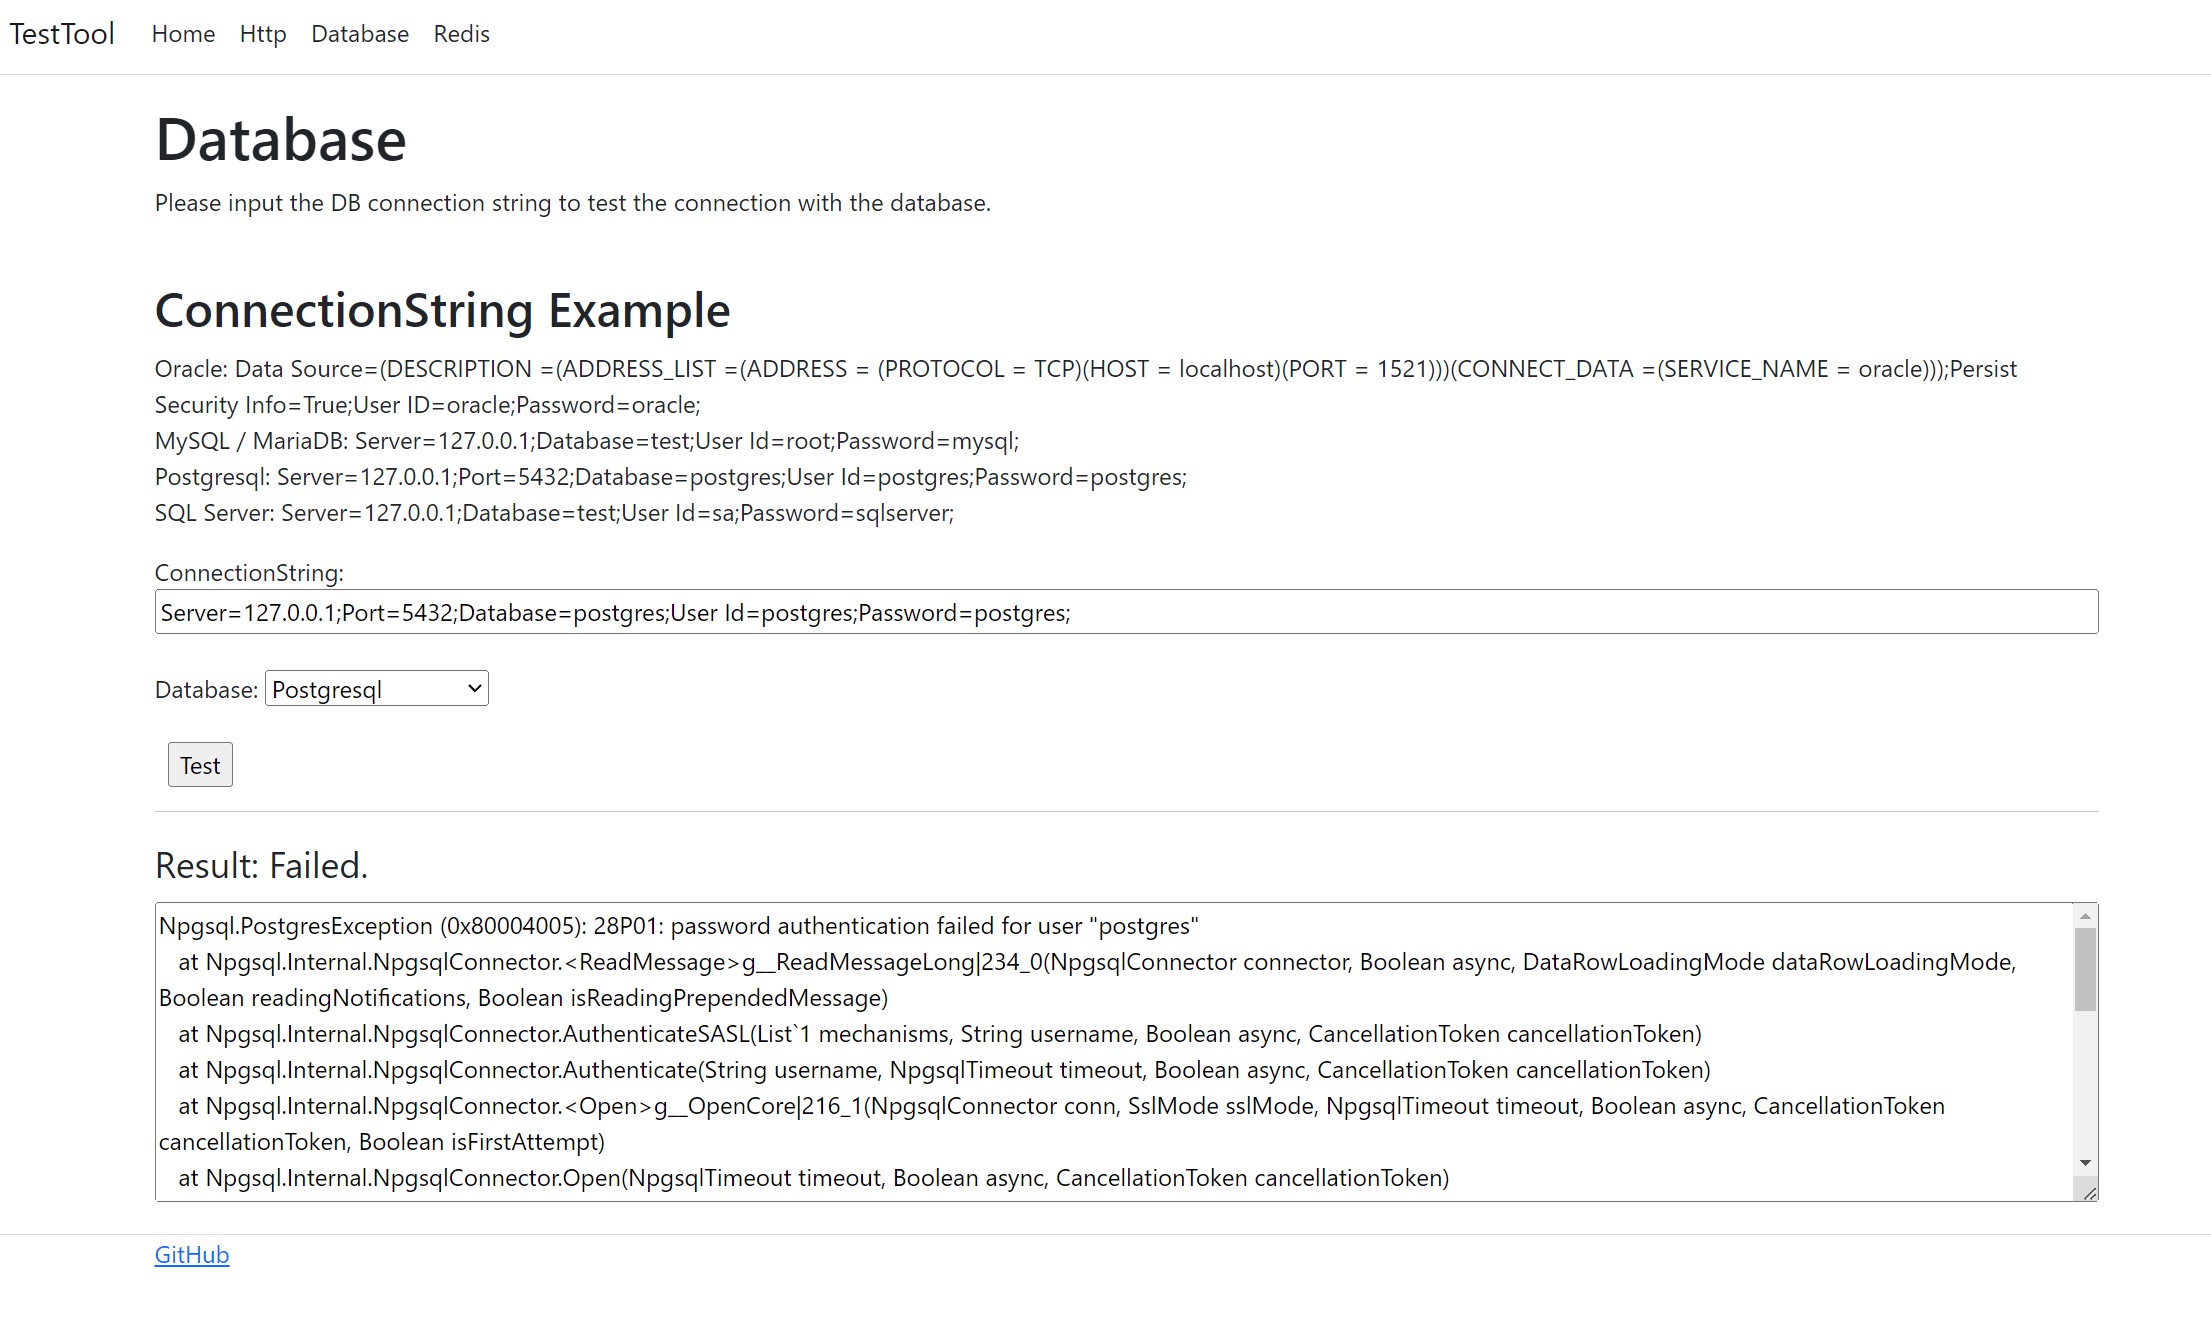 TestTool Home Http Database Redis
Database
Please input the DB connection string to test the connection with the database.
ConnectionString Example
Oracle: Data Source=(DESCRIPTION =(ADDRESS_LIST =(ADDRESS = (PROTOCOL = TCP)(HOST = localhost)(PORT = 1521)))(CONNECT_DATA =(SERVICE_NAME = oracle)));Persist
Security Info=True;User ID=oracle;Password=oracle;
MySQL / MariaDB: Server=127.0.0.1;Database=test;User Id=root;Password=mysql;
Postgresql: Server=127.0.0.1;Port=5432;Database=postgres;User Id=postgres;Password=postgres;
SQL Server: Server=127.0.0.1;Database=test;User Id=sa;Password=sqlserver;
ConnectionString:
Server=127.0.0.1;Port=5432;Database=postgres;User Id=postgres;Password=postgres;
Database: Postgresql
Test
Result: Failed.
Npgsql.PostgresException (0x80004005): 28P01: password authentication failed for user "postgres"
at Npgsql.Internal.NpgsqlConnector.<ReadMessage>g__ReadMessageLong|234_0(NpgsqlConnector connector, Boolean async, DataRowLoadingMode dataRowLoadingMode,
Boolean readingNotifications, Boolean isReadingPrependedMessage)
at Npgsql.Internal.NpgsqlConnector.AuthenticateSASL(List`1 mechanisms, String username, Boolean async, CancellationToken cancellationToken)
at Npgsql.Internal.NpgsqlConnector.Authenticate(String username, NpgsqlTimeout timeout, Boolean async, CancellationToken cancellationToken)
at Npgsql.Internal.NpgsqlConnector.<Open>g__OpenCore|216_1(NpgsqlConnector conn, SslMode sslMode, NpgsqlTimeout timeout, Boolean async, CancellationToken
cancellationToken, Boolean isFirstAttempt)
at Npgsql.Internal.NpgsqlConnector.Open(NpgsqlTimeout timeout, Boolean async, CancellationToken cancellationToken)
GitHub